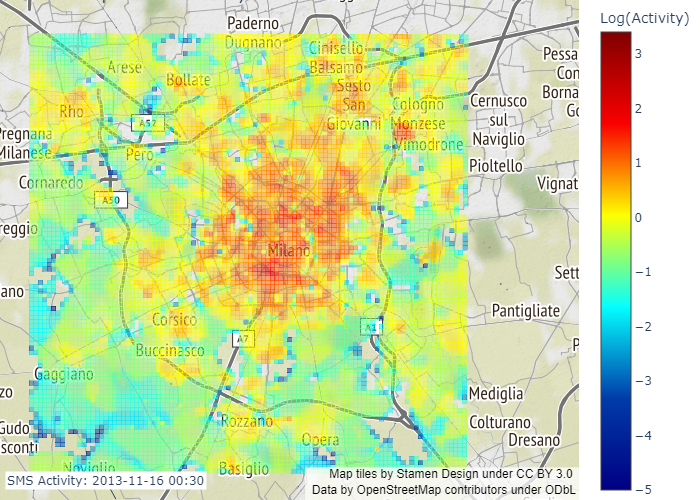 Log(Activity)
Paderno
Dugnano
Cinisello
Balsamo
Arese
Bollate
Sesto
San
Giovanni
Rho
Cologno
Monzese
Vimodrone
Cernusco
sul
Naviglio
Pessa
Con
Borna
Go
A52
Pregnana
Milanese
Pero
Pioltello
Cornaredo
A50
Vignat
reggio
Milano
Sett
ano
Pantigliate
Corsico
A7
A1
Buccinasco
P
Gaggiano
zo
Mediglia
Rozzano
Colturano
Gudo
sconti
Opera
Dresano
Noviglio
Basiglio
SMS Activity: 2013-11-16 00:30
Map tiles by Stamen Design under CC BY 3.0
Data by OpenStreetMap contributors under ODbL
3
2
1
0
−1
−2
−3
−4
−5